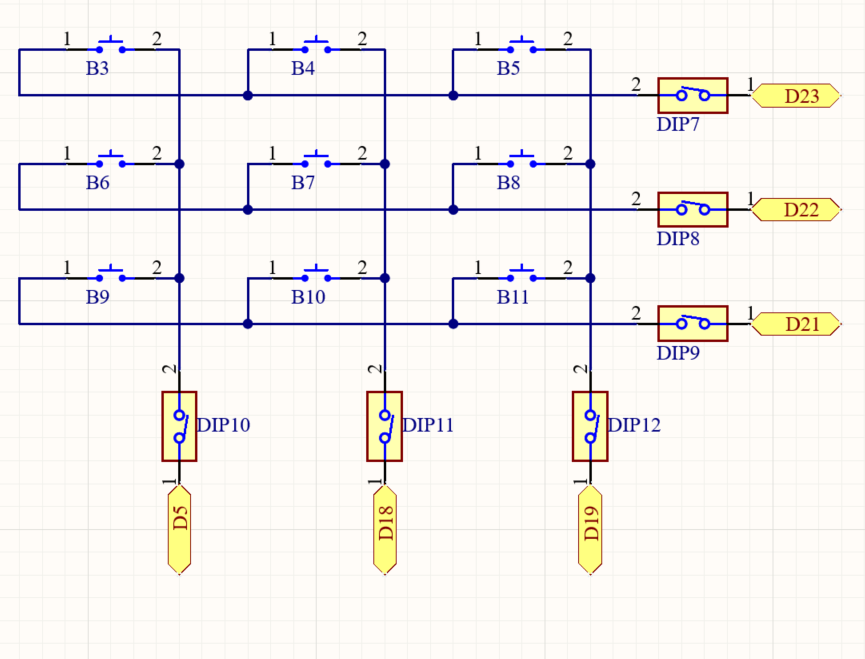 1 2 1 2 1 2
B3 B4 B5
2 1 D23
DIP7
1 2 1 2 1 2
B6 B7 B8
2 1 D22
DIP8
1 2 1 2 1 2
B9 B10 B11
2 1 D21
DIP9
2 2 2
DIP10 DIP11 DIP12
1 1 1
D5 D18 D19